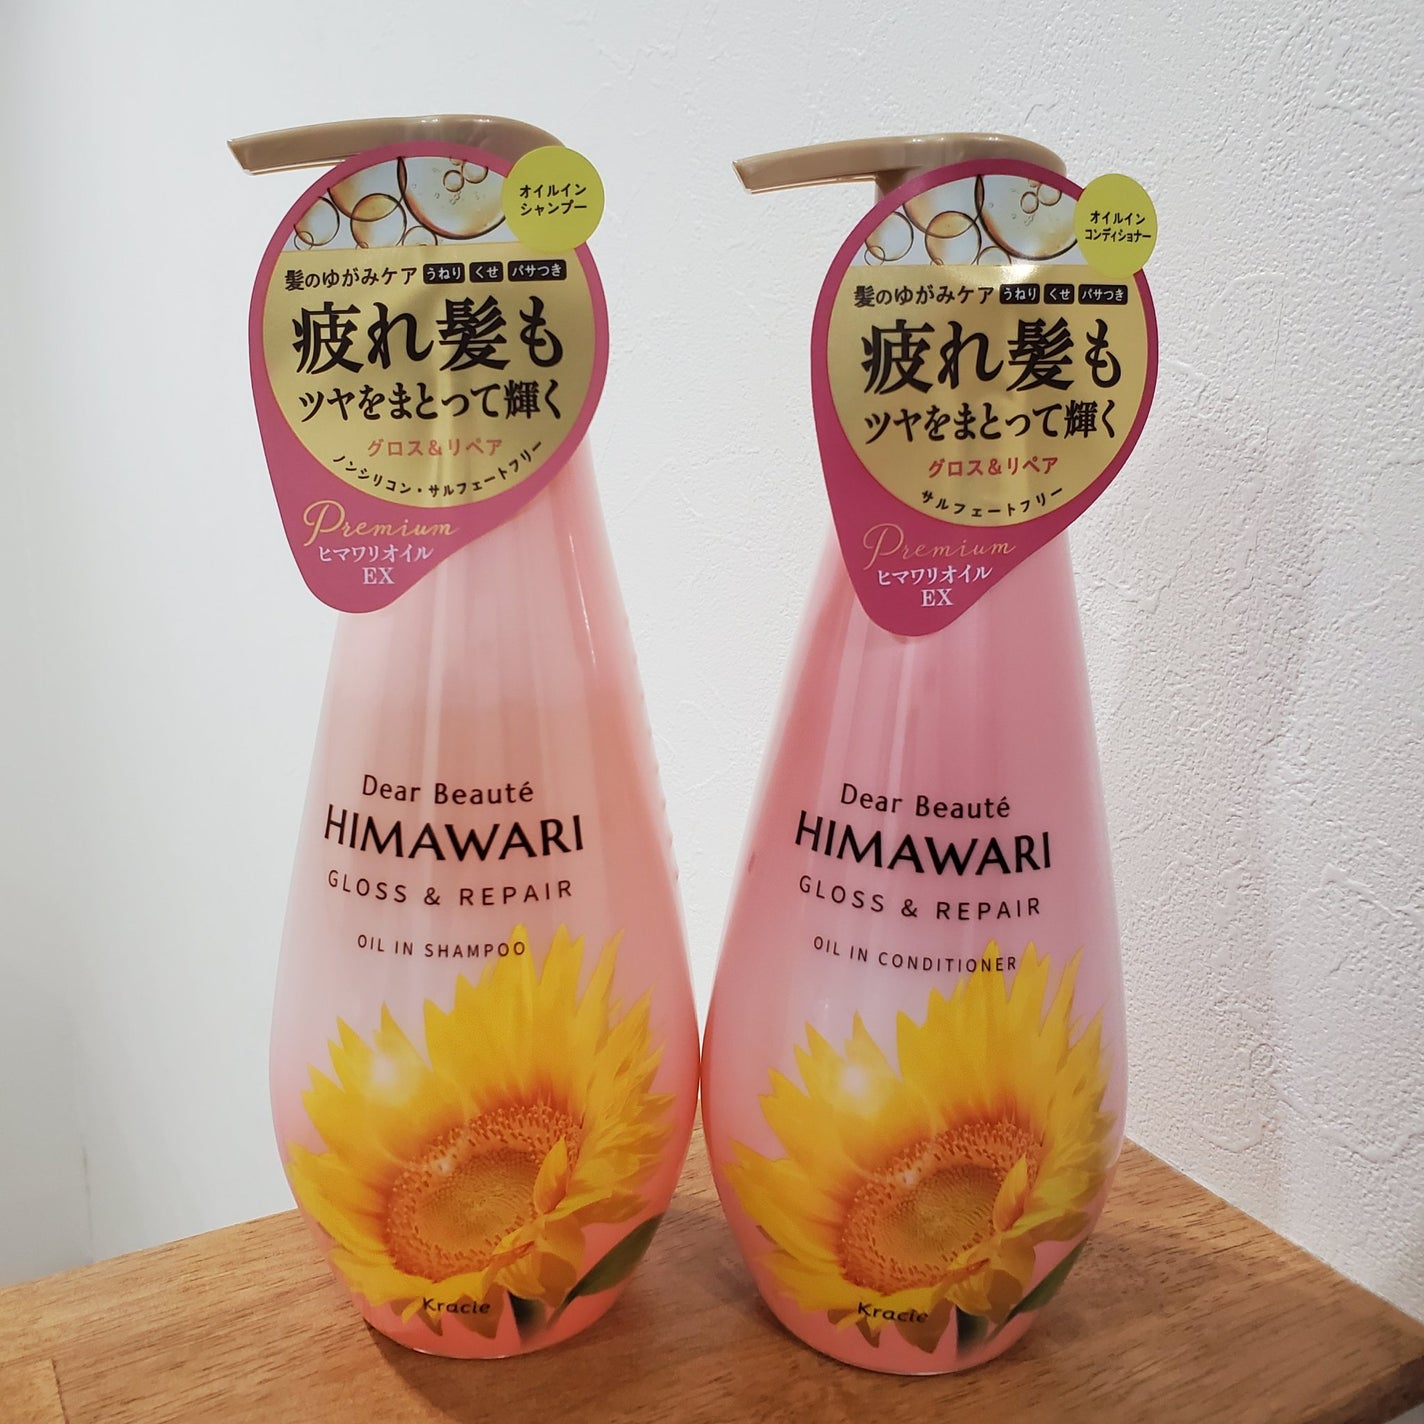 オイルイン
シャンプー
髪のゆがみケア うねり くせ パサつき
疲れ髪も
ツヤをまとって輝く
グロス&リペア
ノンシリコン・サルフェートフリー
Premium
ヒマワリオイル
EX
Dear Beauté
HIMAWARI
GLOSS & REPAIR
OIL IN SHAMPOO
Kracie
オイルイン
コンディショナー
髪のゆがみケア うねり くせ パサつき
疲れ髪も
ツヤをまとって輝く
グロス&リペア
サルフェートフリー
Premium
ヒマワリオイル
EX
Dear Beauté
HIMAWARI
GLOSS & REPAIR
OIL IN CONDITIONER
Kracie